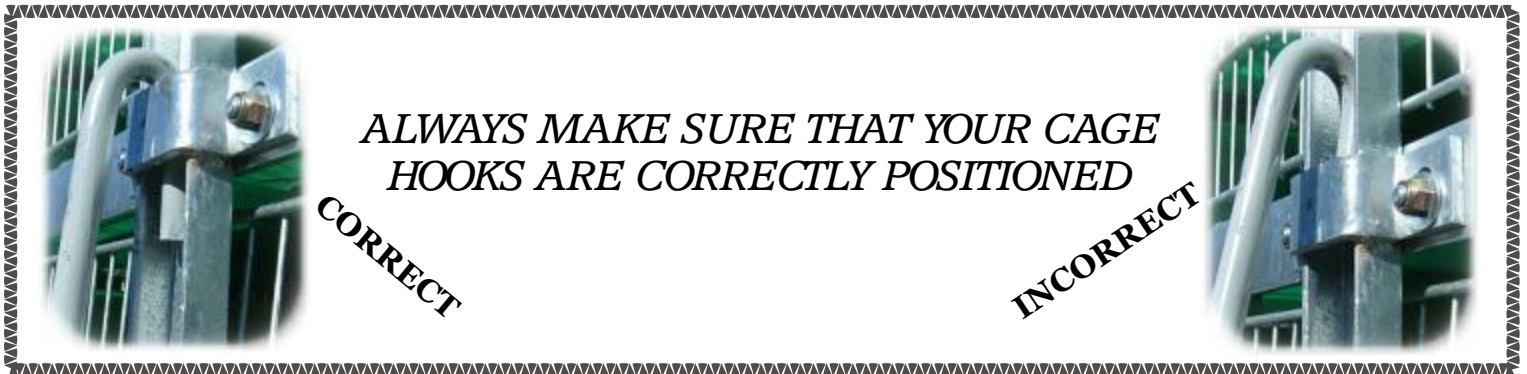 ALWAYS MAKE SURE THAT YOUR CAGE
HOOKS ARE CORRECTLY POSITIONED
CORRECT
INCORRECT